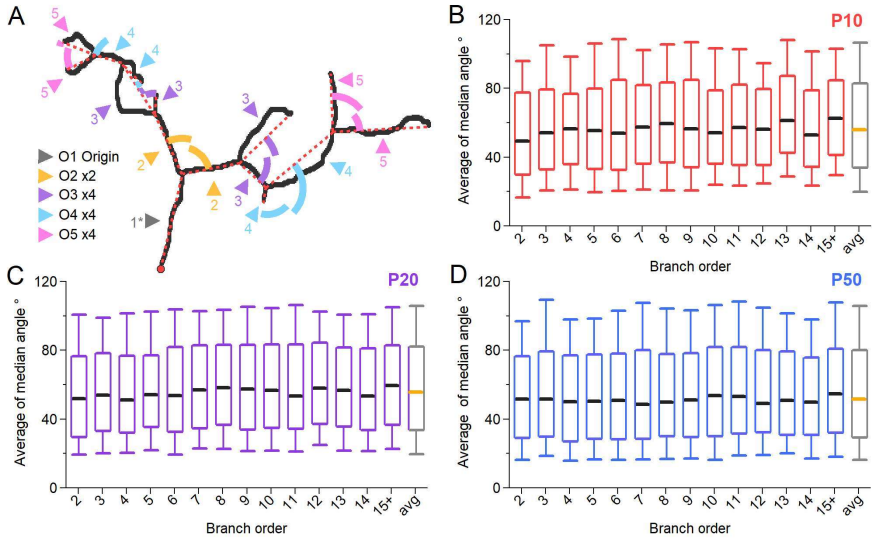 A
5
4
4
5
3
3
3
5
5
4
3
4
2
2
1*
O1 Origin
O2 x2
O3 x4
O4 x4
O5 x4
B
P10
Average of median angle °
120
80
40
0
2 3 4 5 6 7 8 9 10 11 12 13 14 15+ avg
Branch order
C
P20
Average of median angle °
120
80
40
0
2 3 4 5 6 7 8 9 10 11 12 13 14 15+ avg
Branch order
D
P50
Average of median angle °
120
80
40
0
2 3 4 5 6 7 8 9 10 11 12 13 14 15+ avg
Branch order